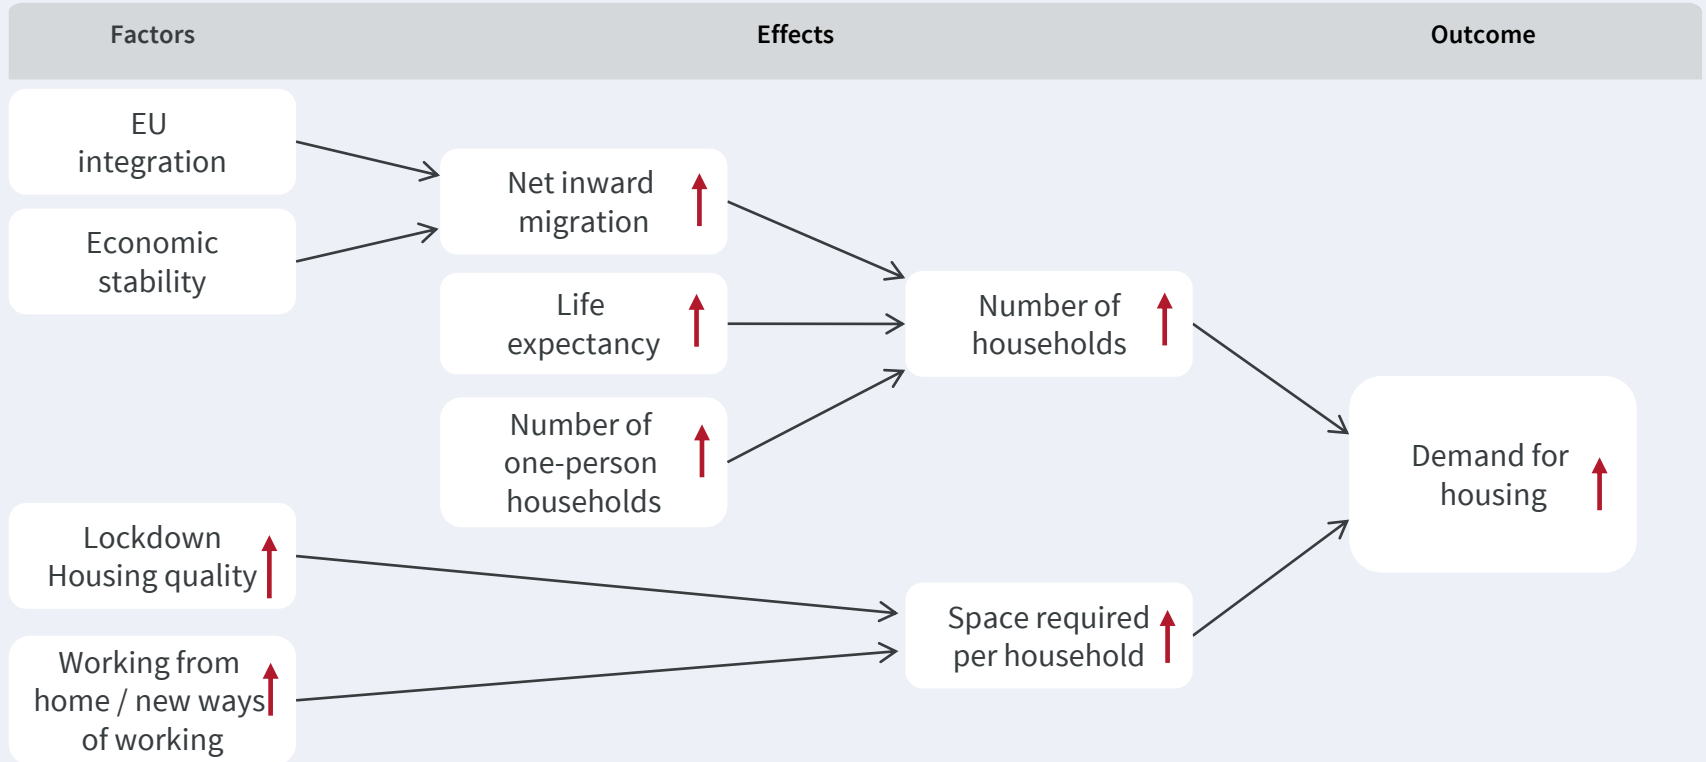 Factors
Effects
Outcome
EU
integration
Economic
stability
Net inward
migration
Life
expectancy
Number of
one-person
households
Number of
households
Demand for
housing
Lockdown
Housing quality
Working from
home / new ways
of working
Space required
per household